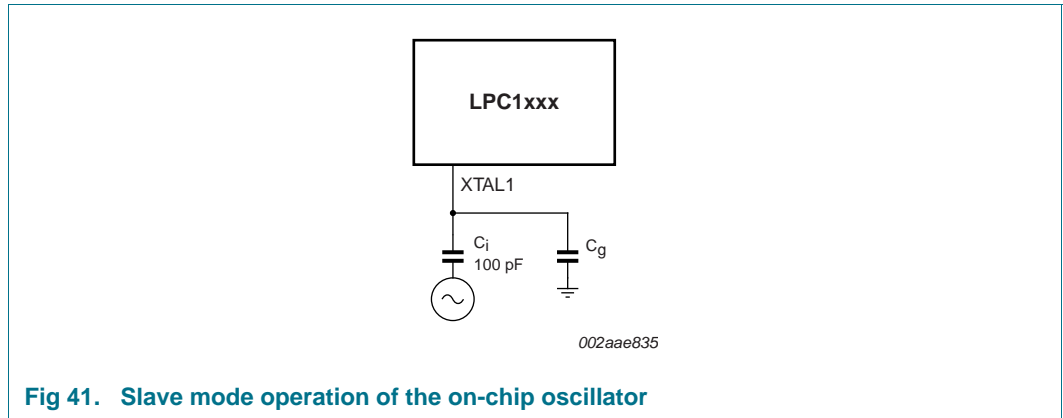 LPC1xxx
XTAL1
Ci
100 pF
Cg
002aae835
Fig 41. Slave mode operation of the on-chip oscillator